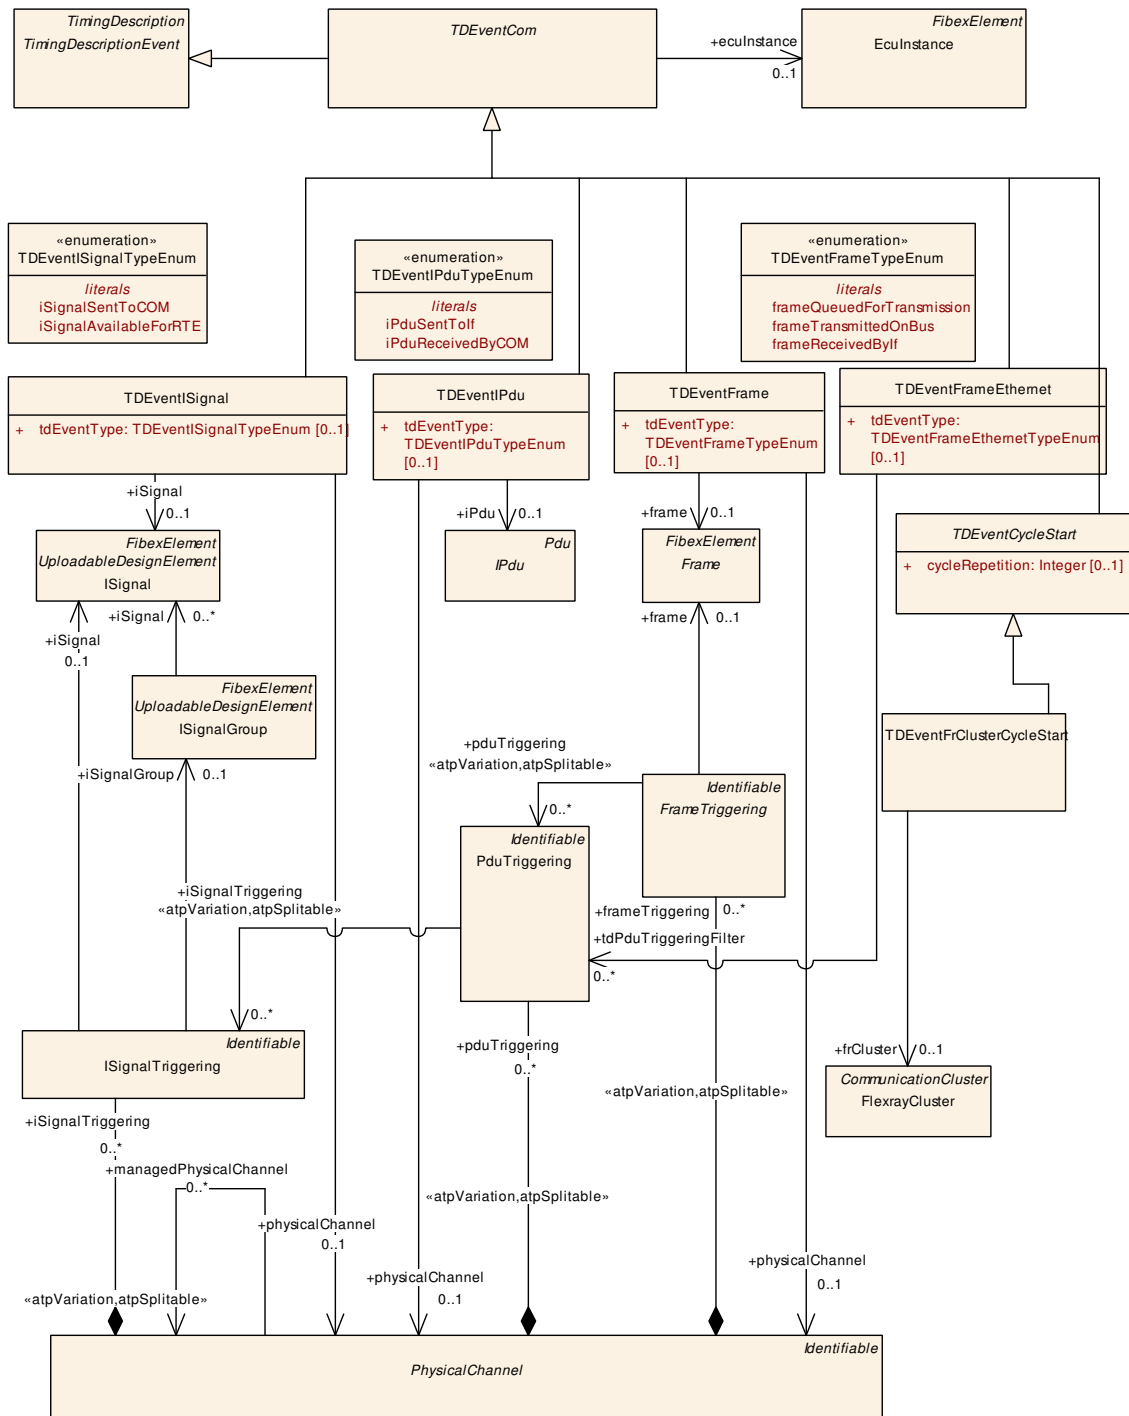 TimingDescription
TimingDescriptionEvent
TDEventCom
+ecuInstance
0..1
FibexElement
EcuInstance
«enumeration»
TDEventISignalTypeEnum
literals
iSignalSentToCOM
iSignalAvailableForRTE
«enumeration»
TDEventIPduTypeEnum
literals
iPduSentToIf
iPduReceivedByCOM
«enumeration»
TDEventFrameTypeEnum
literals
frameQueuedForTransmission
frameTransmittedOnBus
frameReceivedByIf
TDEventISignal
+ tdEventType: TDEventISignalTypeEnum [0..1]
TDEventIPdu
+ tdEventType:
TDEventIPduTypeEnum
[0..1]
TDEventFrame
+ tdEventType:
TDEventFrameTypeEnum
[0..1]
TDEventFrameEthernet
+ tdEventType:
TDEventFrameEthernetTypeEnum
[0..1]
+iSignal
0..1
+iPdu
0..1
+frame
0..1
FibexElement
UploadableDesignElement
ISignal
Pdu
IPdu
FibexElement
Frame
TDEventCycleStart
+ cycleRepetition: Integer [0..1]
+iSignal
0..1
+iSignal
0..*
+frame
0..1
FibexElement
UploadableDesignElement
ISignalGroup
TDEventFrClusterCycleStart
+iSignalGroup
0..1
+pduTriggering
«atpVariation,atpSplitable»
0..*
Identifiable
FrameTriggering
Identifiable
PduTriggering
+iSignalTriggering
«atpVariation,atpSplitable»
0..*
+frameTriggering
0..*
+tdPduTriggeringFilter
0..*
Identifiable
ISignalTriggering
+pduTriggering
0..*
+frCluster
0..1
CommunicationCluster
FlexrayCluster
«atpVariation,atpSplitable»
+iSignalTriggering
0..*
+managedPhysicalChannel
0..*
«atpVariation,atpSplitable»
+physicalChannel
0..1
+physicalChannel
0..1
+physicalChannel
0..1
«atpVariation,atpSplitable»
Identifiable
PhysicalChannel